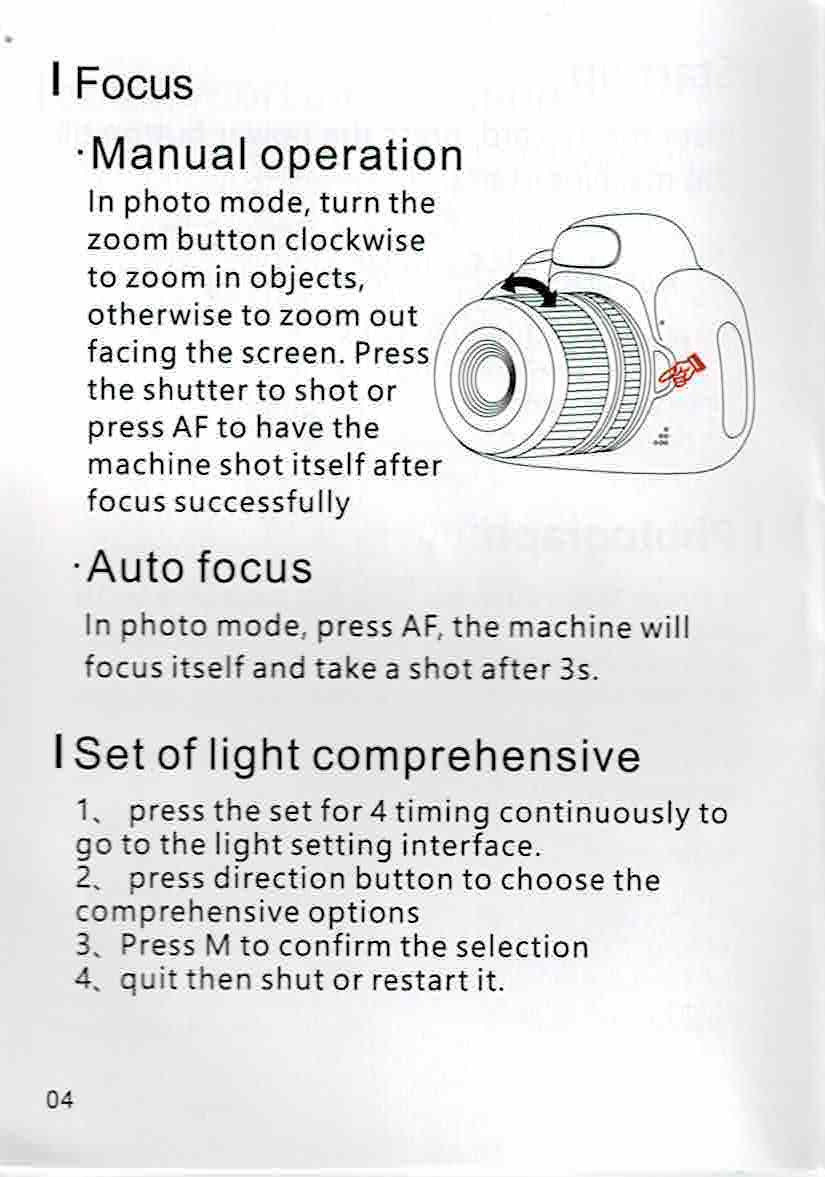 Focus
·Manual operation
In photo mode, turn the
zoom button clockwise
to zoom in objects,
otherwise to zoom out
facing the screen. Press
the shutter to shot or
press AF to have the
machine shot itself after
focus successfully
·Auto focus
In photo mode, press AF, the machine will
focus itself and take a shot after 3s.
Set of light comprehensive
1、 press the set for 4 timing continuously to
go to the light setting interface.
2、 press direction button to choose the
comprehensive options
3、Press M to confirm the selection
4、quit then shut or restart it.
04